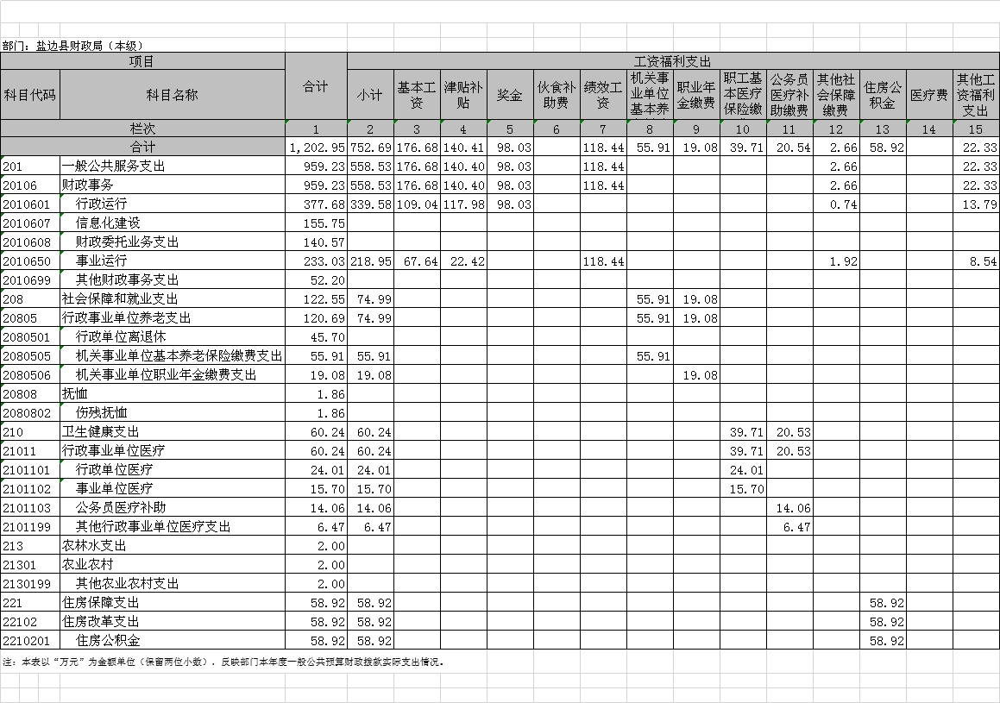 部门：盐边县财政局（本级）
项目 合计 工资福利支出
科目代码 科目名称 小计 基本工资 津贴补贴 奖金 伙食补助费 绩效工资 机关事业单位基本养 职业年金缴费 职工基本医疗保险缴 公务员医疗补助缴费 其他社会保障缴费 住房公积金 医疗费 其他工资福利支出
栏次 1 2 3 4 5 6 7 8 9 10 11 12 13 14 15
合计 1,202.95 752.69 176.68 140.41 98.03 118.44 55.91 19.08 39.71 20.54 2.66 58.92 22.33
201 一般公共服务支出 959.23 558.53 176.68 140.40 98.03 118.44 2.66 22.33
20106 财政事务 959.23 558.53 176.68 140.40 98.03 118.44 2.66 22.33
2010601 行政运行 377.68 339.58 109.04 117.98 98.03 0.74 13.79
2010607 信息化建设 155.75
2010608 财政委托业务支出 140.57
2010650 事业运行 233.03 218.95 67.64 22.42 118.44 1.92 8.54
2010699 其他财政事务支出 52.20
208 社会保障和就业支出 122.55 74.99 55.91 19.08
20805 行政事业单位养老支出 120.69 74.99 55.91 19.08
2080501 行政单位离退休 45.70
2080505 机关事业单位基本养老保险缴费支出 55.91 55.91 55.91
2080506 机关事业单位职业年金缴费支出 19.08 19.08 19.08
20808 抚恤 1.86
2080802 伤残抚恤 1.86
210 卫生健康支出 60.24 60.24 39.71 20.53
21011 行政事业单位医疗 60.24 60.24 39.71 20.53
2101101 行政单位医疗 24.01 24.01 24.01
2101102 事业单位医疗 15.70 15.70 15.70
2101103 公务员医疗补助 14.06 14.06 14.06
2101199 其他行政事业单位医疗支出 6.47 6.47 6.47
213 农林水支出 2.00
21301 农业农村 2.00
2130199 其他农业农村支出 2.00
221 住房保障支出 58.92 58.92 58.92
22102 住房改革支出 58.92 58.92 58.92
2210201 住房公积金 58.92 58.92 58.92
注：本表以“万元”为金额单位（保留两位小数），反映部门本年度一般公共预算财政拨款实际支出情况。